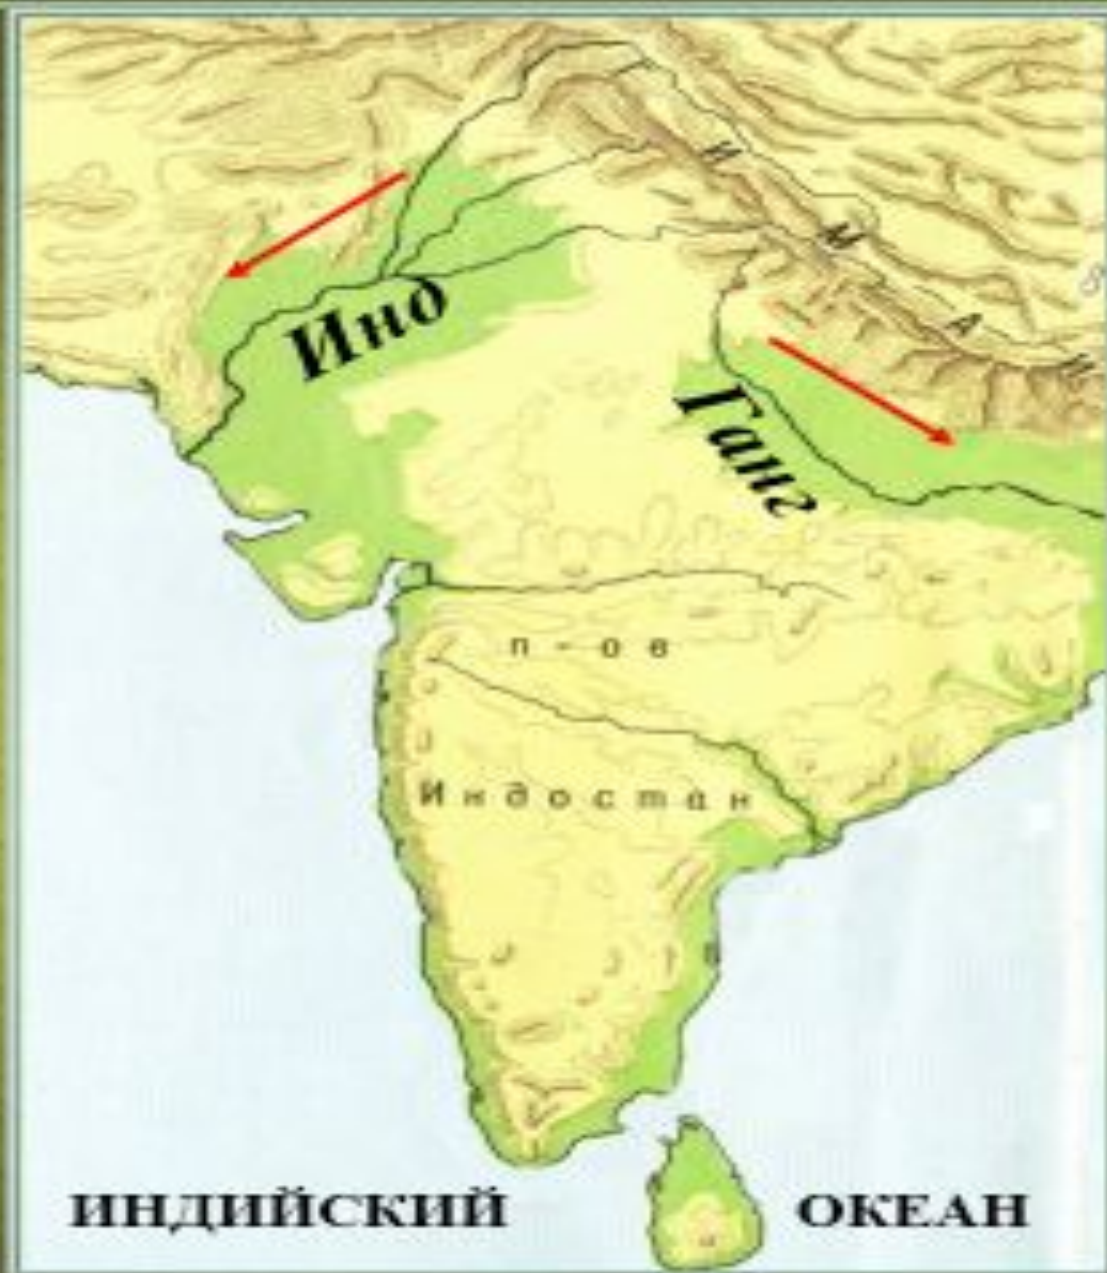 Г И М А Л
Инд
Ганг
п-ов
Индостан
ИНДИЙСКИЙ ОКЕАН